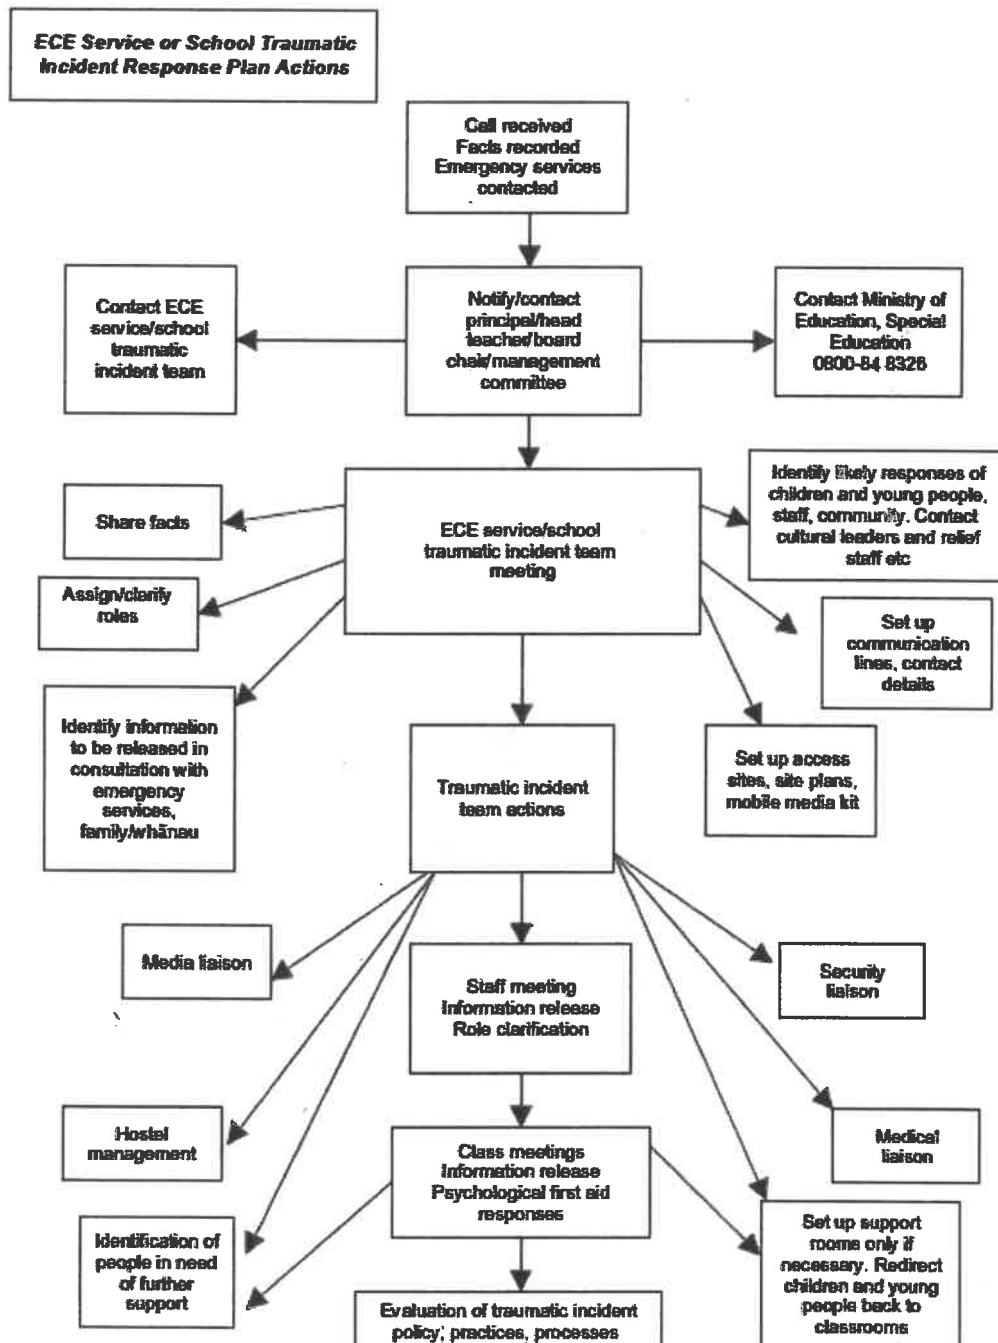 ECE Service or School Traumatic
Incident Response Plan Actions
Call received
Facts recorded
Emergency services
contacted
Contact ECE
service/school
traumatic
incident team
Notify/contact
principal/head
teacher/board
chair/management
committee
Contact Ministry of
Education, Special
Education
0800-84 8326
Share facts
ECE service/school
traumatic incident team
meeting
Identify likely responses of
children and young people,
staff, community. Contact
cultural leaders and relief
staff etc
Assign/clarify
roles
Set up
communication
lines, contact
details
Identify information
to be released in
consultation with
emergency
services,
family/whānau
Traumatic incident
team actions
Set up access
sites, site plans,
mobile media kit
Media liaison
Staff meeting
Information release
Role clarification
Security
liaison
Hostel
management
Class meetings
Information release
Psychological first aid
responses
Medical
liaison
Identification of
people in need
of further
support
Set up support
rooms only if
necessary. Redirect
children and young
people back to
classrooms
Evaluation of traumatic incident
policy, practices, processes